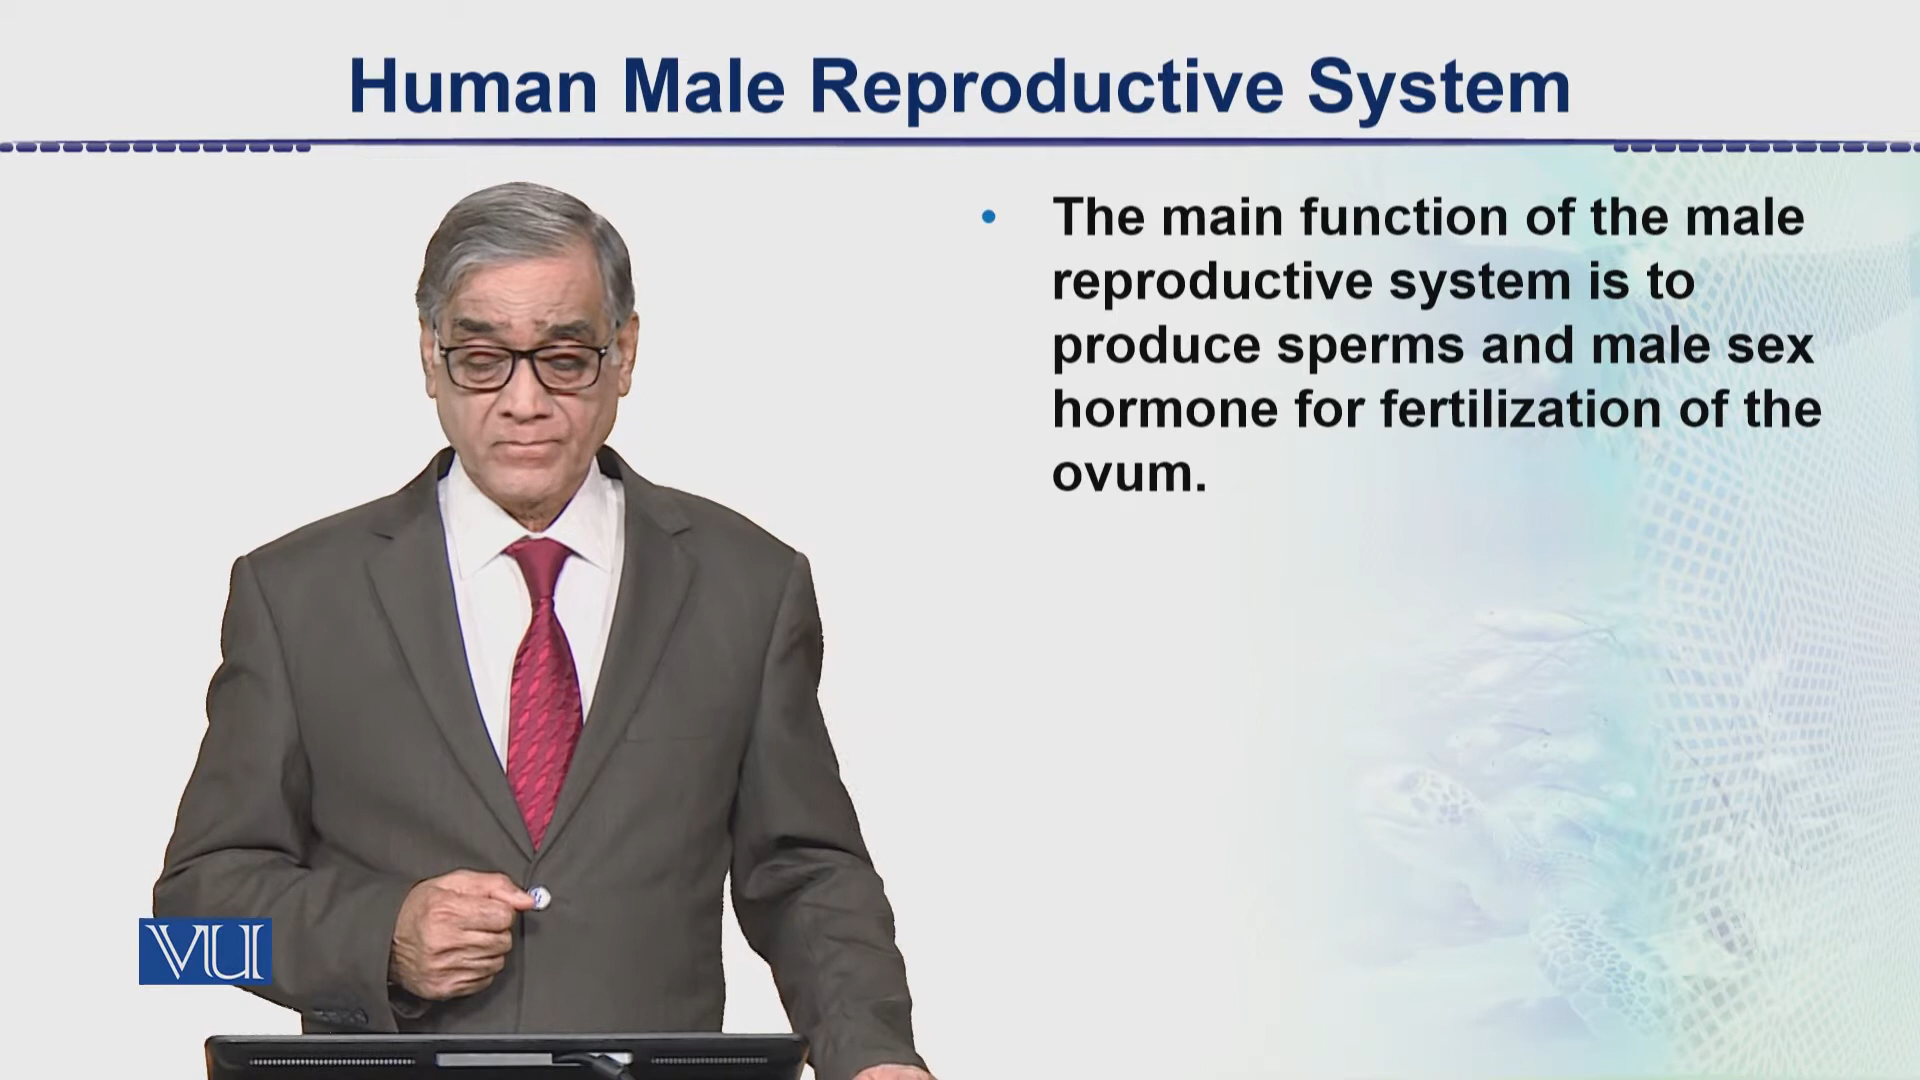 Human Male Reproductive System
• The main function of the male
reproductive system is to
produce sperms and male sex
hormone for fertilization of the
ovum.
VU